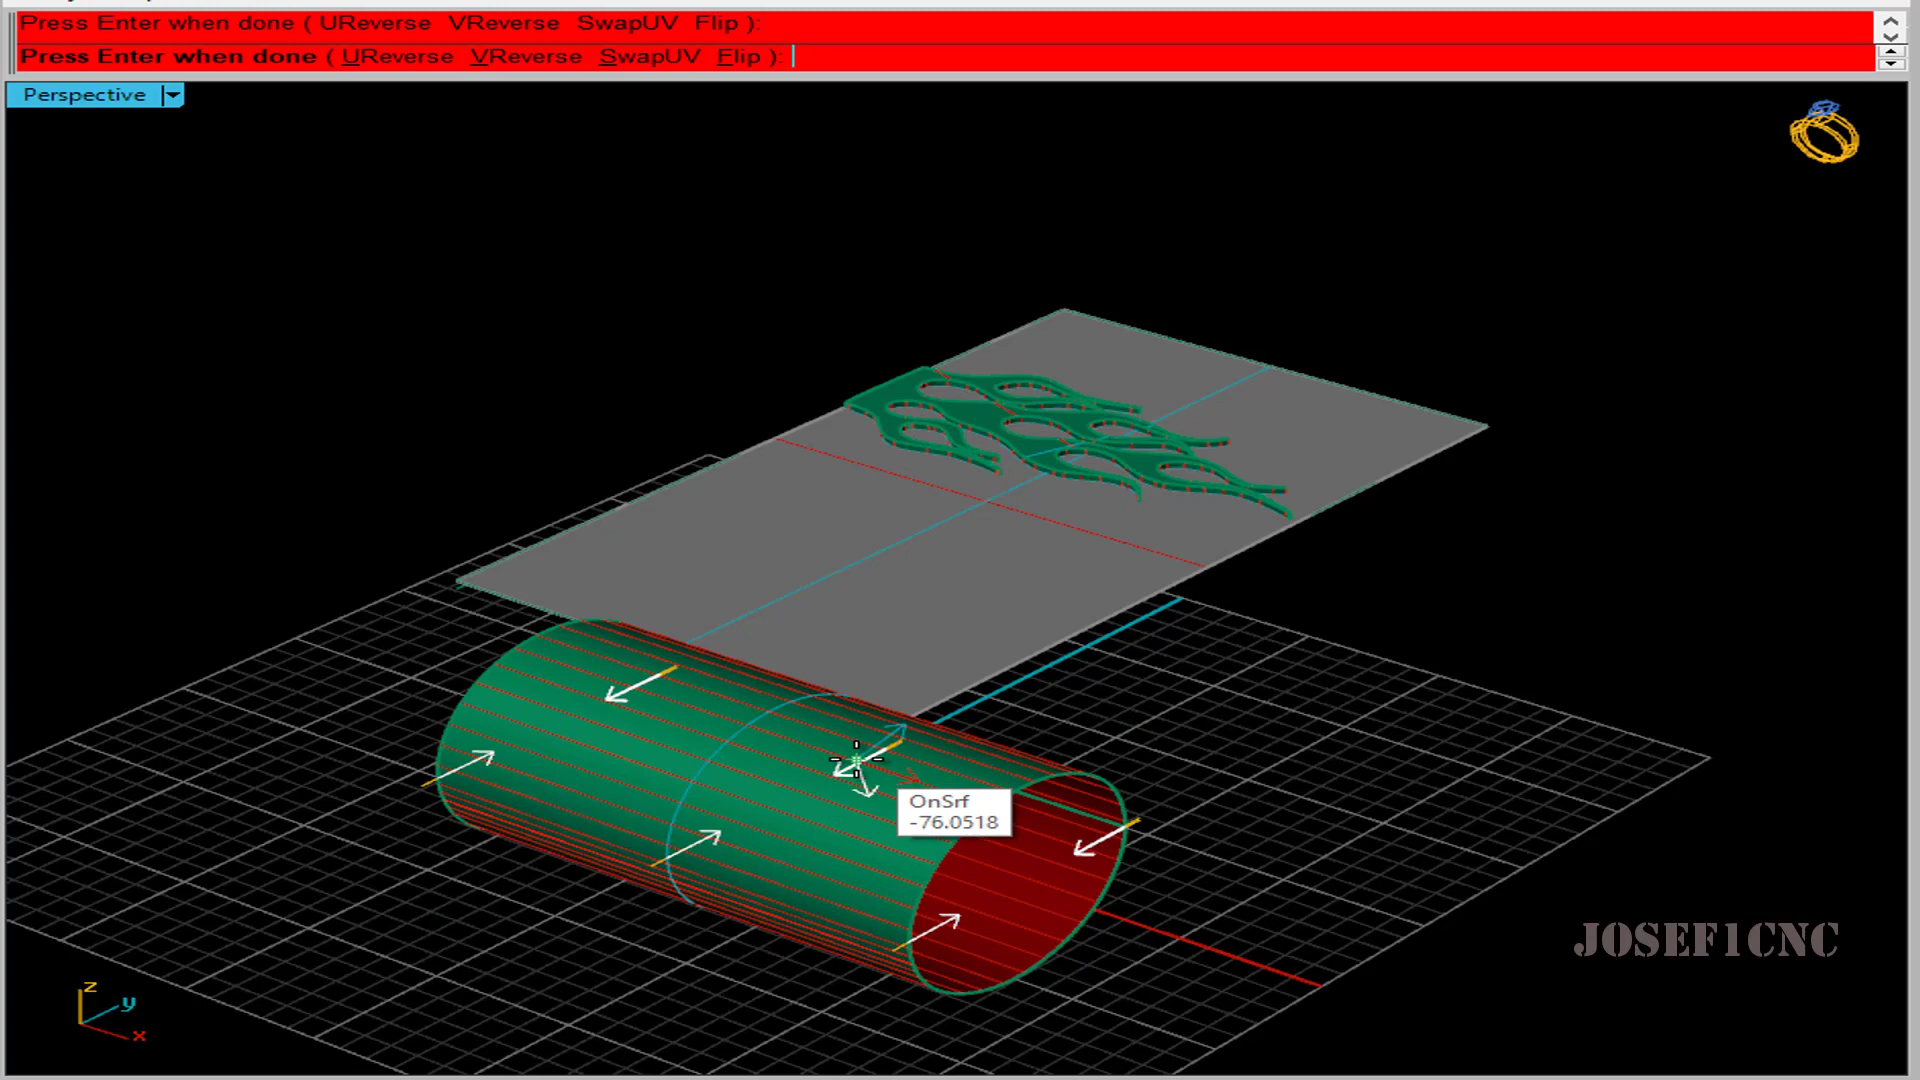 Press Enter when done ( UReverse VReverse SwapUV Flip ):
Press Enter when done ( UReverse VReverse SwapUV Flip ):
Perspective
OnSrf
-76.0518
JOSEF1CNC
z
y
x